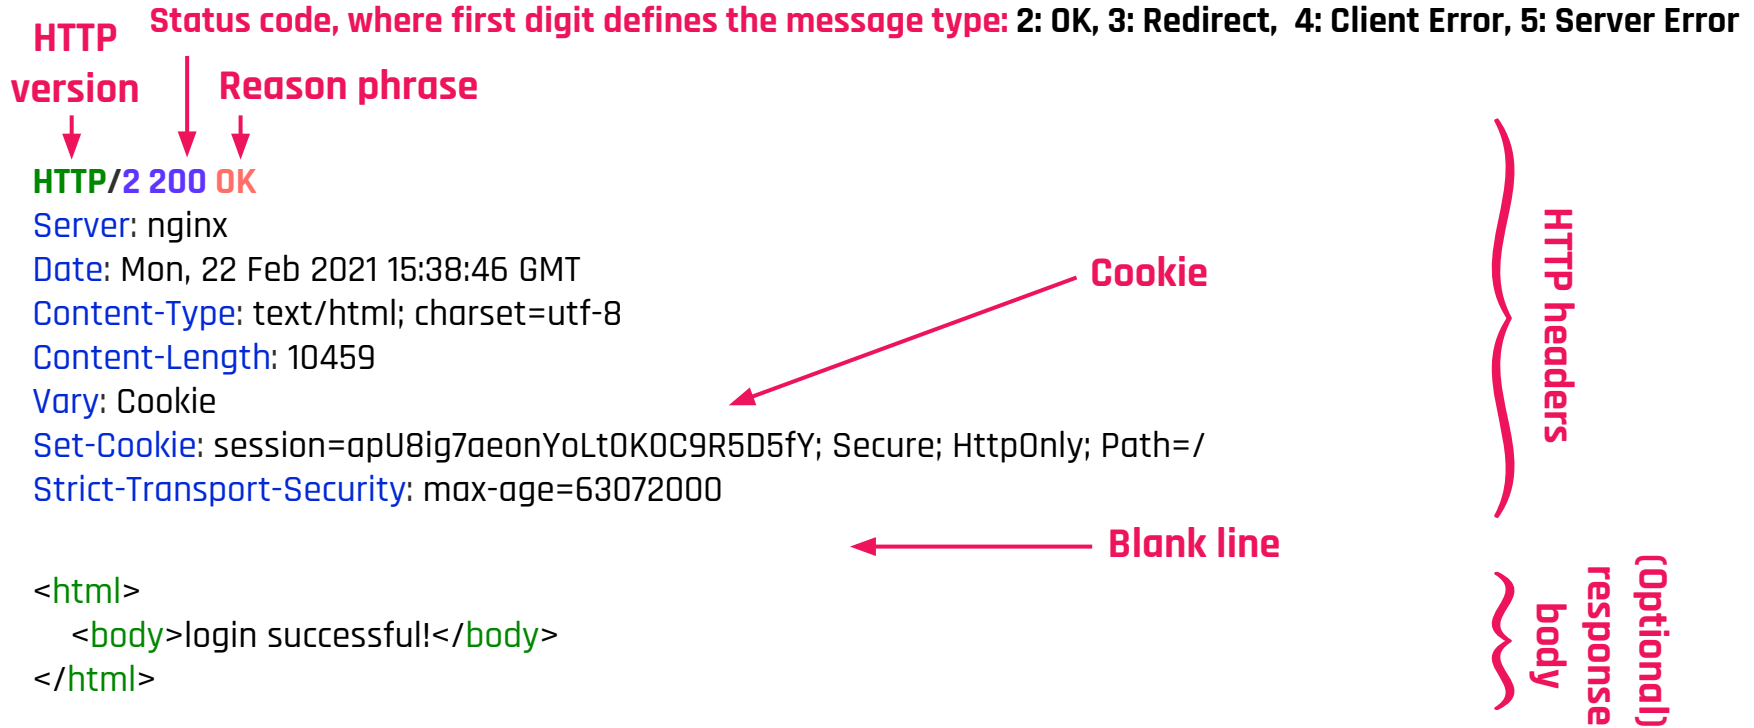 Status code, where first digit defines the message type: 2: OK, 3: Redirect, 4: Client Error, 5: Server Error
HTTP
version
Reason phrase
HTTP/2 200 OK
Server: nginx
Date: Mon, 22 Feb 2021 15:38:46 GMT
Content-Type: text/html; charset=utf-8
Content-Length: 10459
Vary: Cookie
Set-Cookie: session=apU8ig7aeonYoLt0K0C9R5D5fY; Secure; HttpOnly; Path=/
Strict-Transport-Security: max-age=63072000
Cookie
HTTP headers
Blank line
<html>
<body>login successful!</body>
</html>
(Optional)
response
body